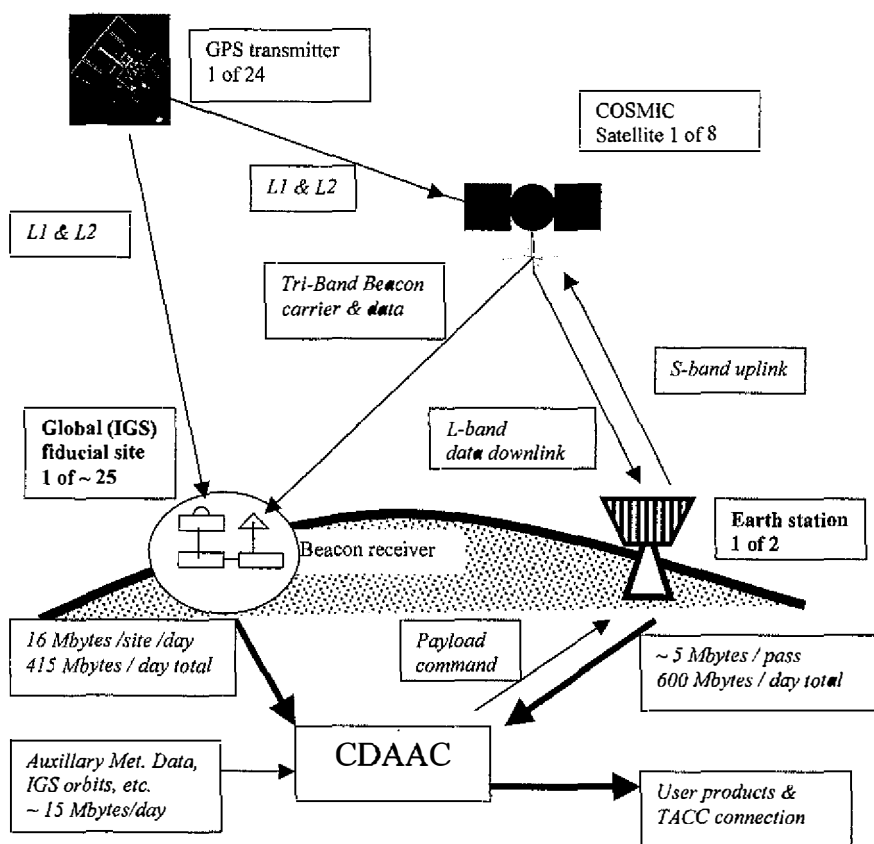 GPS transmitter
1 of 24
COSMIC
Satellite 1 of 8
L1 & L2
L1 & L2
Tri-Band Beacon
carrier & data
S-band uplink
Global (IGS)
fiducial site
1 of ~ 25
L-band
data downlink
Earth station
1 of 2
Beacon receiver
16 Mbytes /site /day
415 Mbytes / day total
Payload
command
~ 5 Mbytes / pass
600 Mbytes / day total
CDAAC
Auxillary Met. Data,
IGS orbits, etc.
~ 15 Mbytes/day
User products &
TACC connection